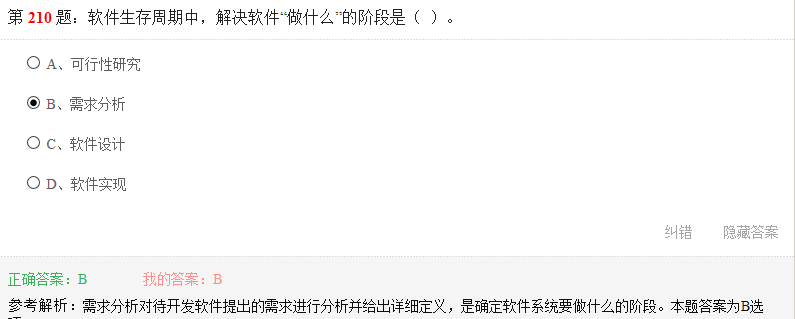 第 210 题：软件生存周期中，解决软件“做什么”的阶段是（ ）。
A、可行性研究
B、需求分析
C、软件设计
D、软件实现
纠错 隐藏答案
正确答案：B 我的答案：B
参考解析：需求分析对待开发软件提出的需求进行分析并给出详细定义，是确定软件系统要做什么的阶段。本题答案为B选